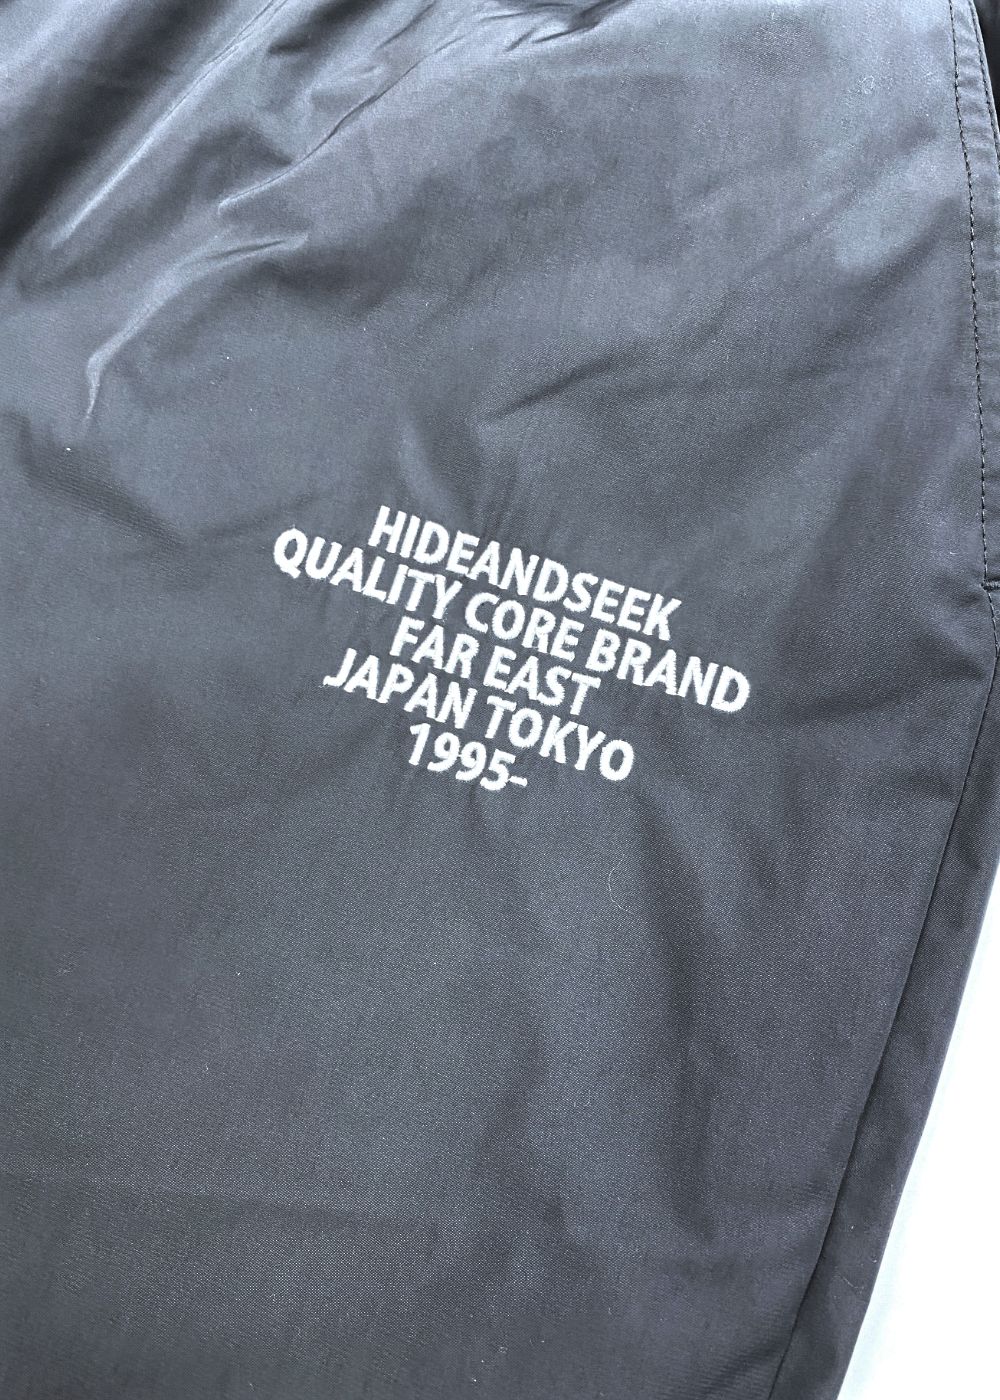 HIDEANDSEEK
QUALITY CORE BRAND
FAR EAST
JAPAN TOKYO
1995-